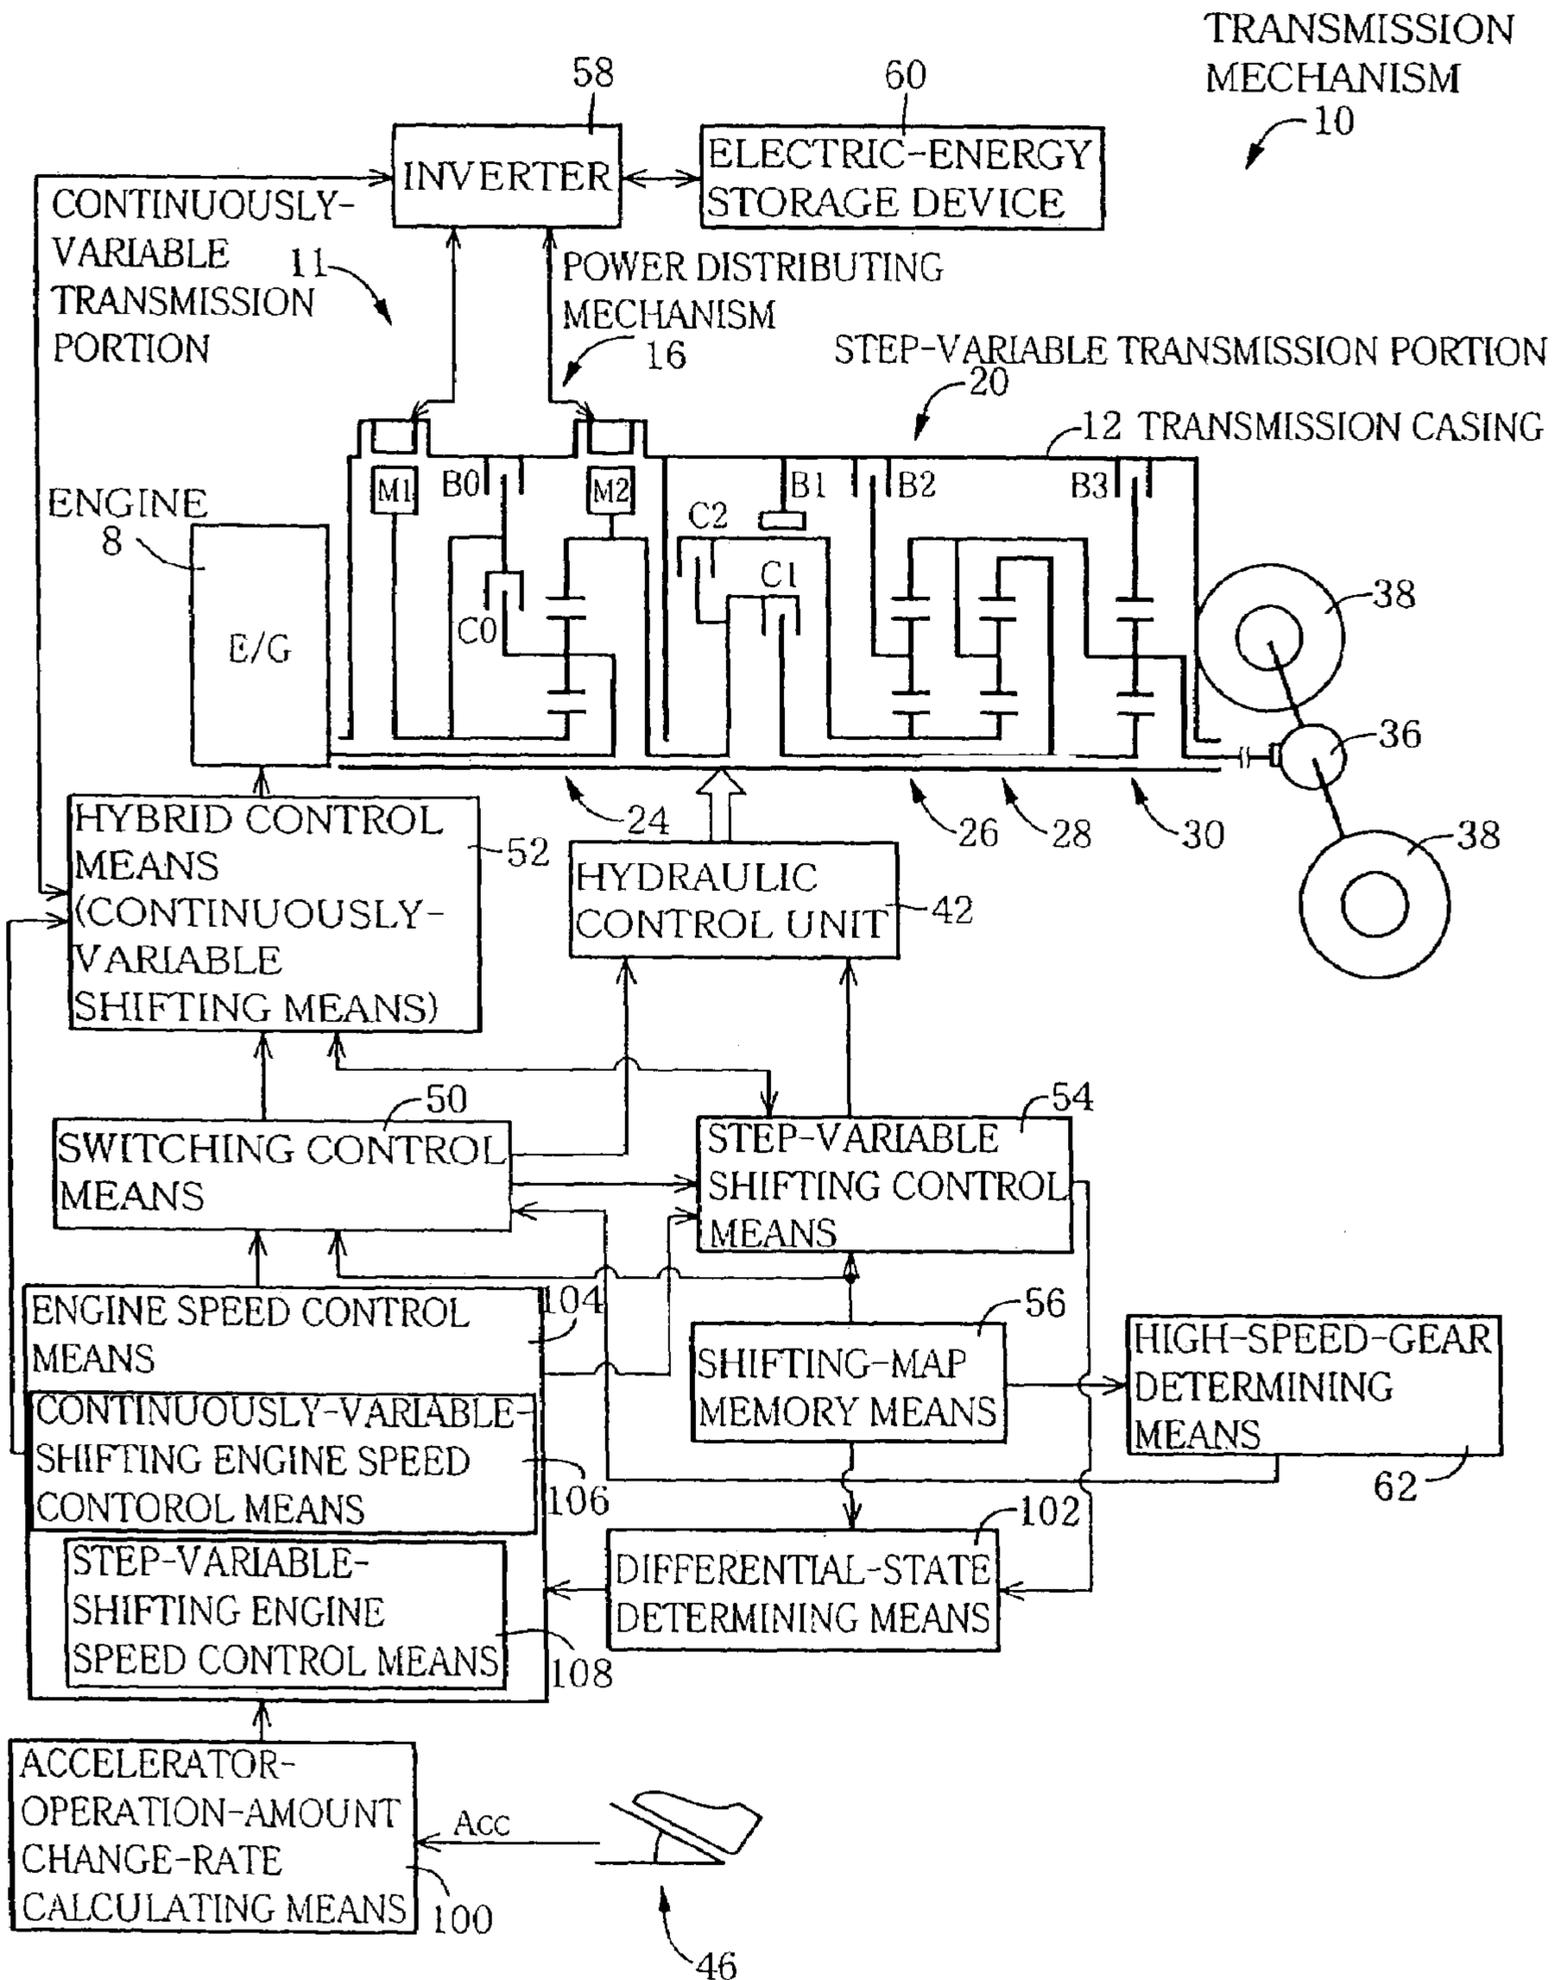 TRANSMISSION
MECHANISM
10
58
60
INVERTER
ELECTRIC-ENERGY
STORAGE DEVICE
CONTINUOUSLY-
VARIABLE
TRANSMISSION
PORTION
11
POWER DISTRIBUTING
MECHANISM
16
STEP-VARIABLE TRANSMISSION PORTION
20
12 TRANSMISSION CASING
ENGINE
8
E/G
M1
B0
M2
C2
B1
B2
B3
C0
C1
38
36
38
24
26
28
30
HYBRID CONTROL
MEANS
(CONTINUOUSLY-
VARIABLE
SHIFTING MEANS)
52
HYDRAULIC
CONTROL UNIT
42
50
SWITCHING CONTROL
MEANS
54
STEP-VARIABLE
SHIFTING CONTROL
MEANS
ENGINE SPEED CONTROL
MEANS
104
56
SHIFTING-MAP
MEMORY MEANS
HIGH-SPEED-GEAR
DETERMINING
MEANS
62
CONTINUOUSLY-VARIABLE-
SHIFTING ENGINE SPEED
CONTOROL MEANS
106
102
DIFFERENTIAL-STATE
DETERMINING MEANS
STEP-VARIABLE-
SHIFTING ENGINE
SPEED CONTROL MEANS
108
ACCELERATOR-
OPERATION-AMOUNT
CHANGE-RATE
CALCULATING MEANS
100
Acc
46